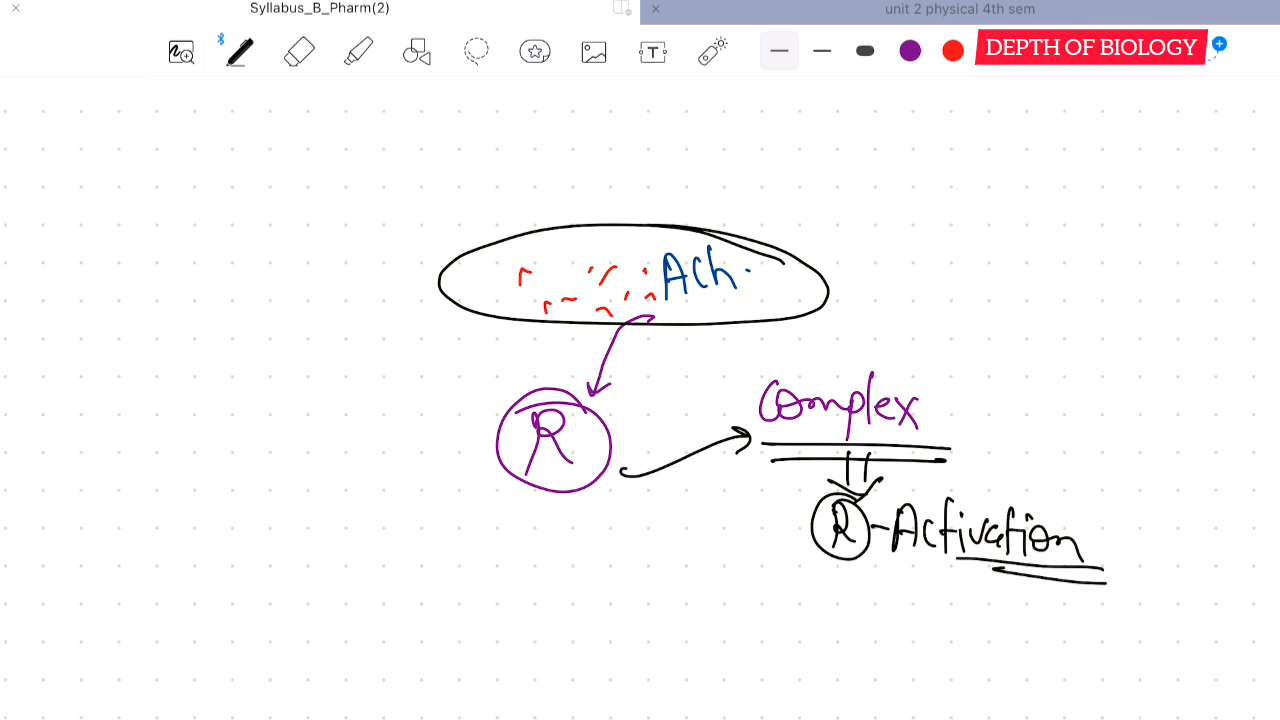 Syllabus_B_Pharm(2)
unit 2 physical 4th sem
DEPTH OF BIOLOGY
Ach.
R
Complex
R-Activation